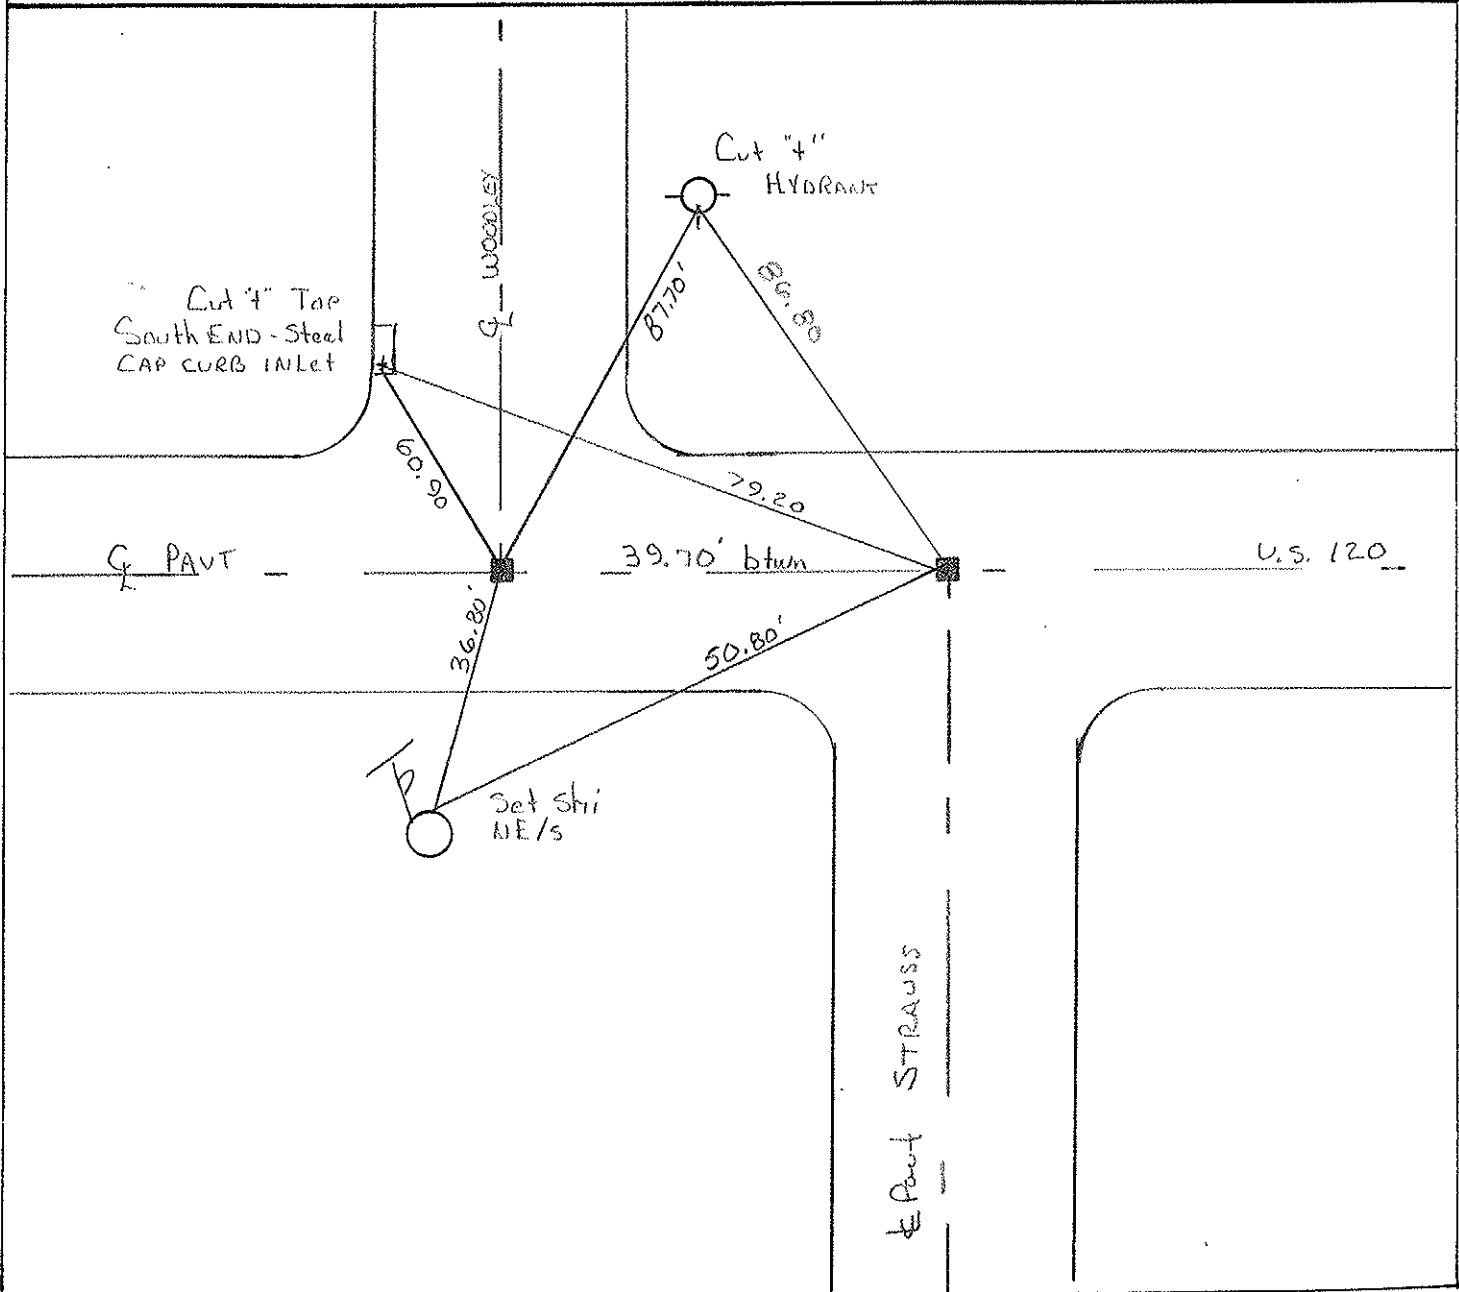 Cut "+"
HYDRANT
WOODLEY
℄
Cut "+" Top
South END - Steel
CAP CURB INLet
87.70'
86.80
60.90
79.20
℄ PAVT
39.70' btwn
U.S. 120
36.80'
50.80'
Set
NE/s
℄ Pavt STRAUSS